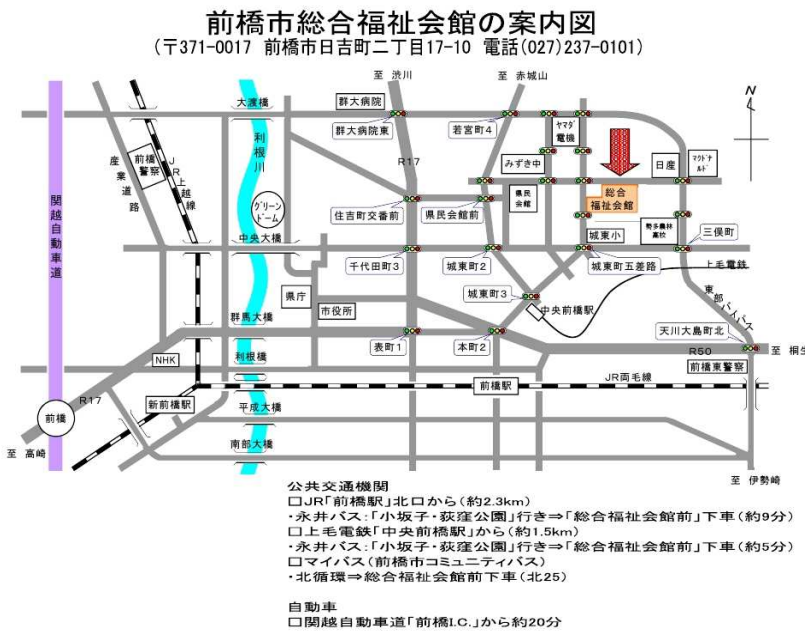 前橋市総合福祉会館の案内図
(〒371-0017 前橋市日吉町二丁目17-10 電話(027)237-0101)
至 渋川
至 赤城山
N
大渡橋
群大病院
群大病院東
若宮町4
ヤマダ電機
産業道路
前橋警察
JR上越線
利根川
R17
みずき中
日産
マクドナルド
関越自動車道
グリーンドーム
住吉町交番前
県民会館前
県民会館
総合福祉会館
勢多農林高校
三俣町
中央大橋
千代田町3
城東町2
城東小
城東町五差路
上毛電鉄
県庁
城東町3
中央前橋駅
東部バイパス
群馬大橋
市役所
天川大島町北
表町1
本町2
R50
至 桐生
NHK
利根橋
前橋東警察
JR両毛線
前橋駅
R17
前橋
新前橋駅
平成大橋
至 高崎
南部大橋
至 伊勢崎
公共交通機関
□JR「前橋駅」北口から(約2.3km)
・永井バス:「小坂子・荻窪公園」行き⇒「総合福祉会館前」下車(約9分)
□上毛電鉄「中央前橋駅」から(約1.5km)
・永井バス:「小坂子・荻窪公園」行き⇒「総合福祉会館前」下車(約5分)
□マイバス(前橋市コミュニティバス)
・北循環⇒総合福祉会館前下車(北25)
自動車
□関越自動車道「前橋I.C.」から約20分